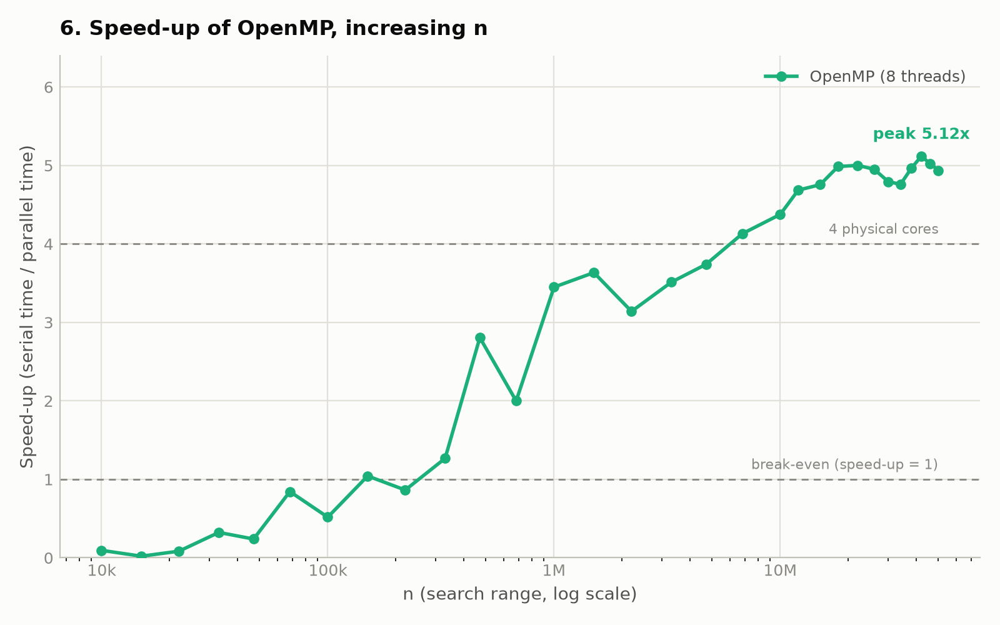 6. Speed-up of OpenMP, increasing n
OpenMP (8 threads)
peak 5.12x
4 physical cores
break-even (speed-up = 1)
Speed-up (serial time / parallel time)
6
5
4
3
2
1
0
10k
100k
1M
10M
n (search range, log scale)